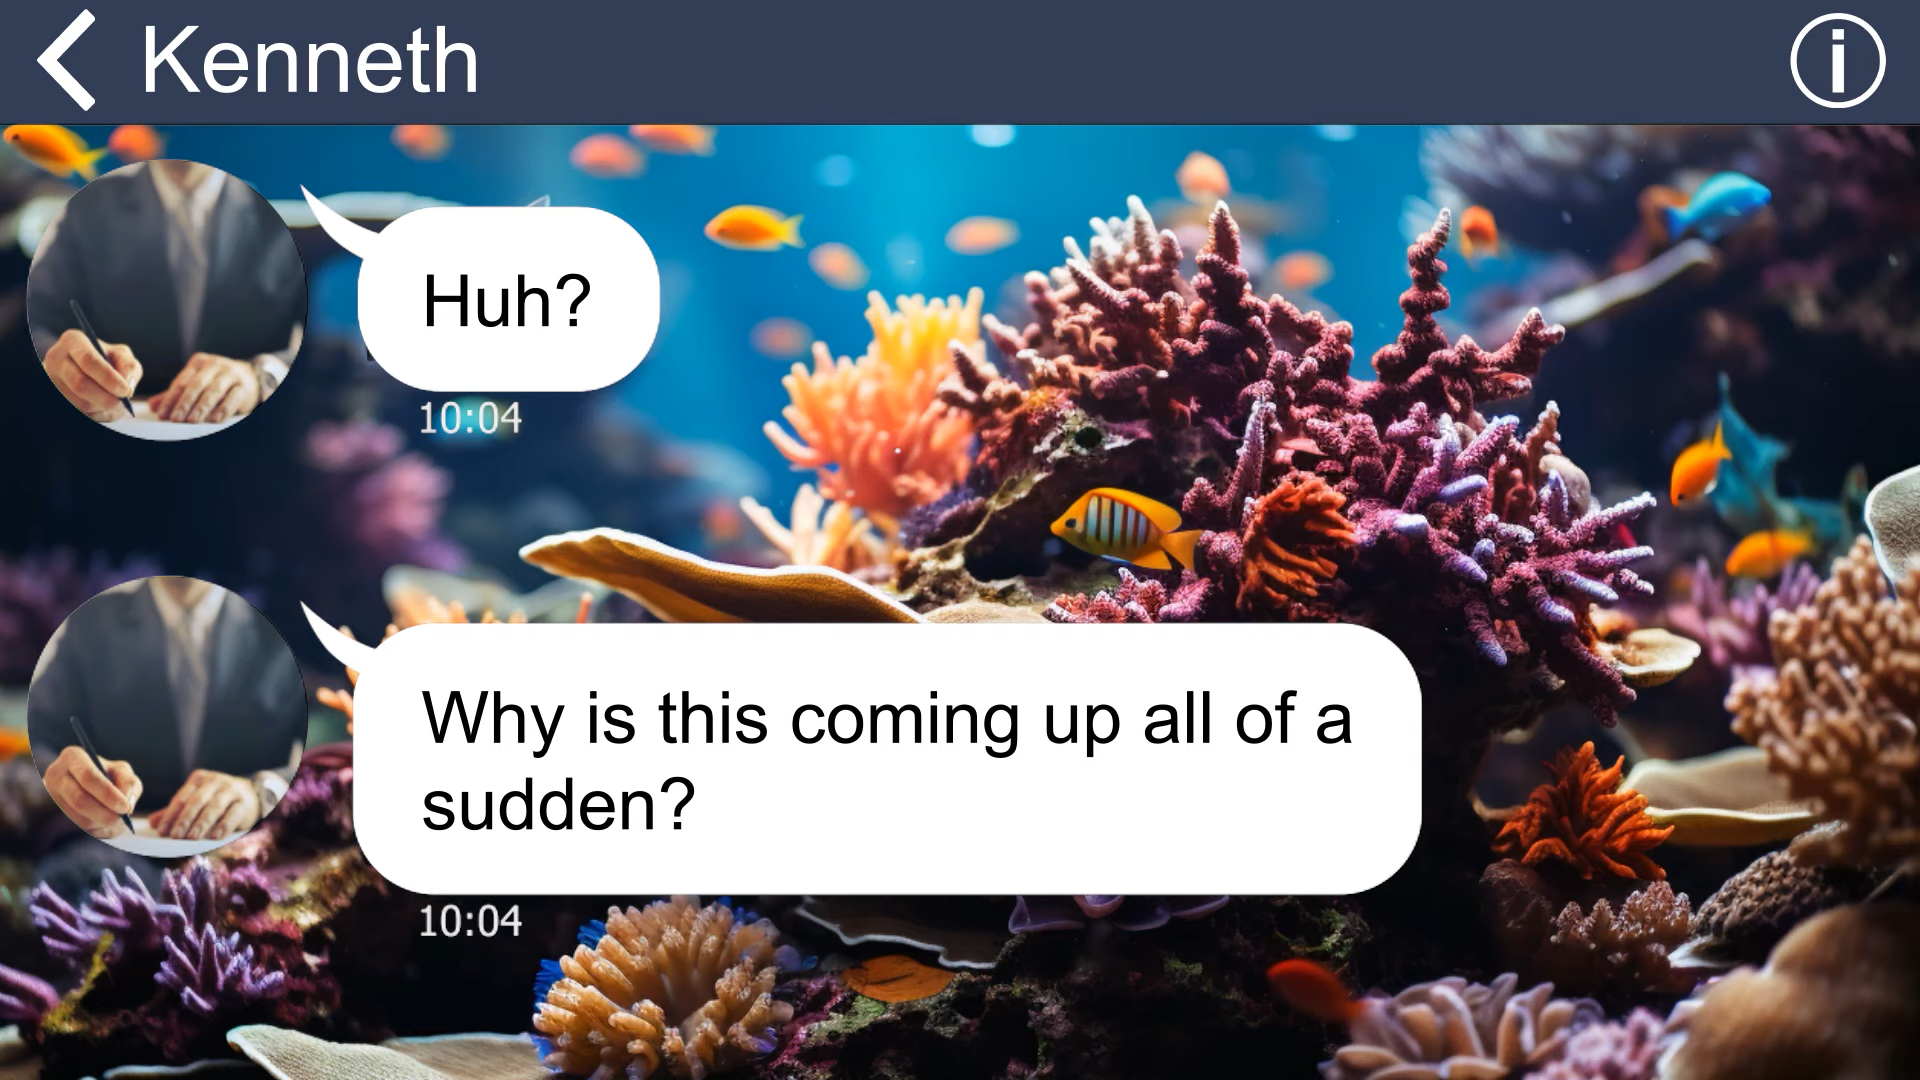 Kenneth
Huh?
10:04
Why is this coming up all of a
sudden?
10:04